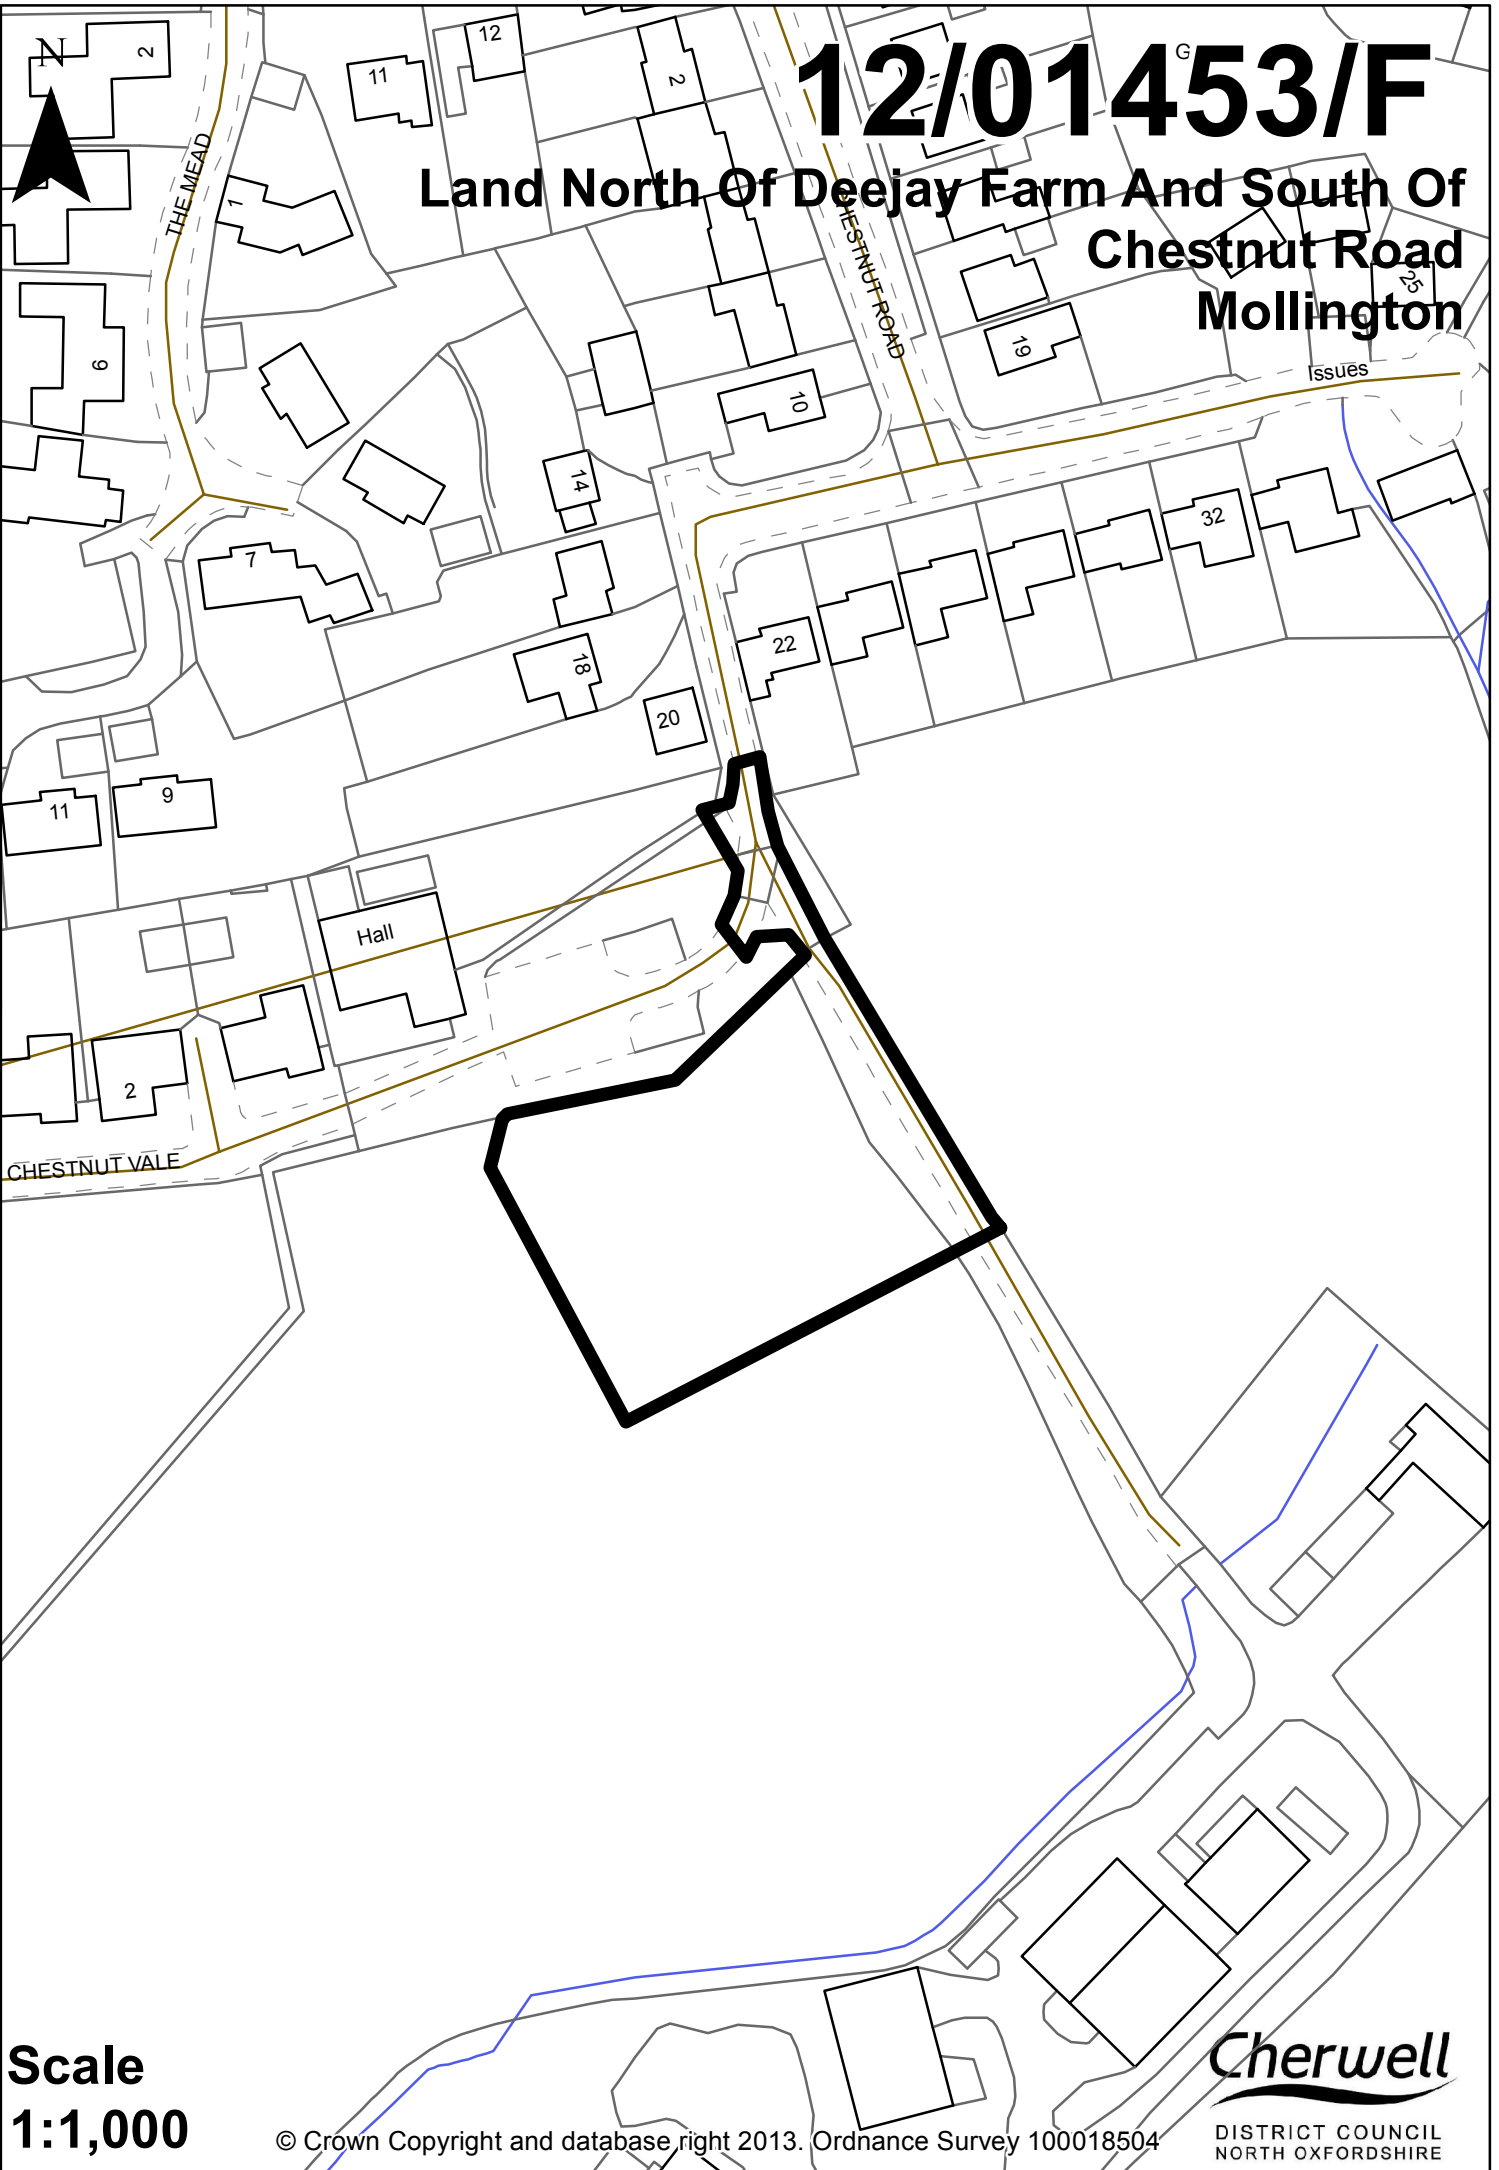 N
12/01453/F
Land North Of Deejay Farm And South Of
Chestnut Road
Mollington
2
11
12
2
G
1
THE MEAD
1
CHESTNUT ROAD
25
19
Issues
6
10
14
32
7
22
18
20
11
9
Hall
2
CHESTNUT VALE
Scale
1:1,000
© Crown Copyright and database right 2013. Ordnance Survey 100018504
Cherwell
DISTRICT COUNCIL
NORTH OXFORDSHIRE